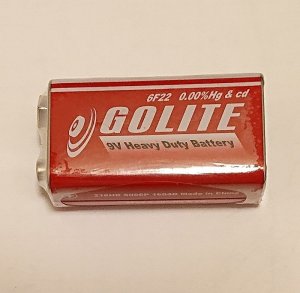 6F22 0.00%Hg & cd
GOLITE
9V Heavy Duty Battery
Made in China